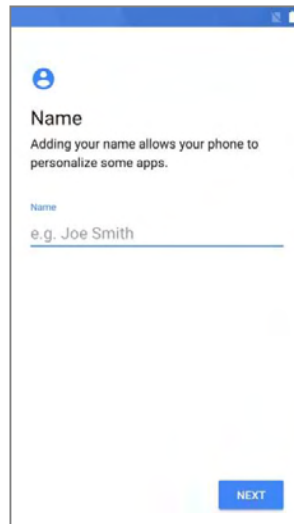 Name
Adding your name allows your phone to
personalize some apps.
Name
e.g. Joe Smith
NEXT